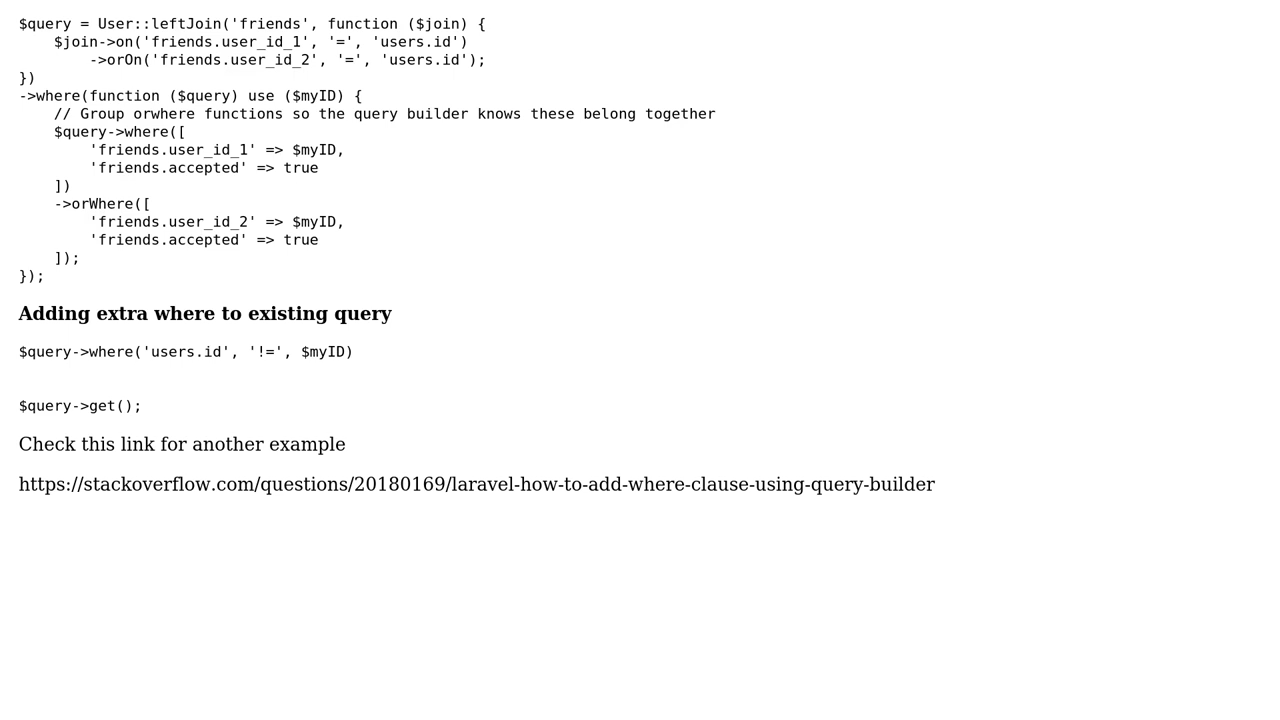 $query = User::leftJoin('friends', function ($join) {
    $join->on('friends.user_id_1', '=', 'users.id')
        ->orOn('friends.user_id_2', '=', 'users.id');
})
->where(function ($query) use ($myID) {
    // Group orwhere functions so the query builder knows these belong together
    $query->where([
        'friends.user_id_1' => $myID,
        'friends.accepted' => true
    ])
    ->orWhere([
        'friends.user_id_2' => $myID,
        'friends.accepted' => true
    ]);
});
Adding extra where to existing query
$query->where('users.id', '!=', $myID)
$query->get();
Check this link for another example
https://stackoverflow.com/questions/20180169/laravel-how-to-add-where-clause-using-query-builder